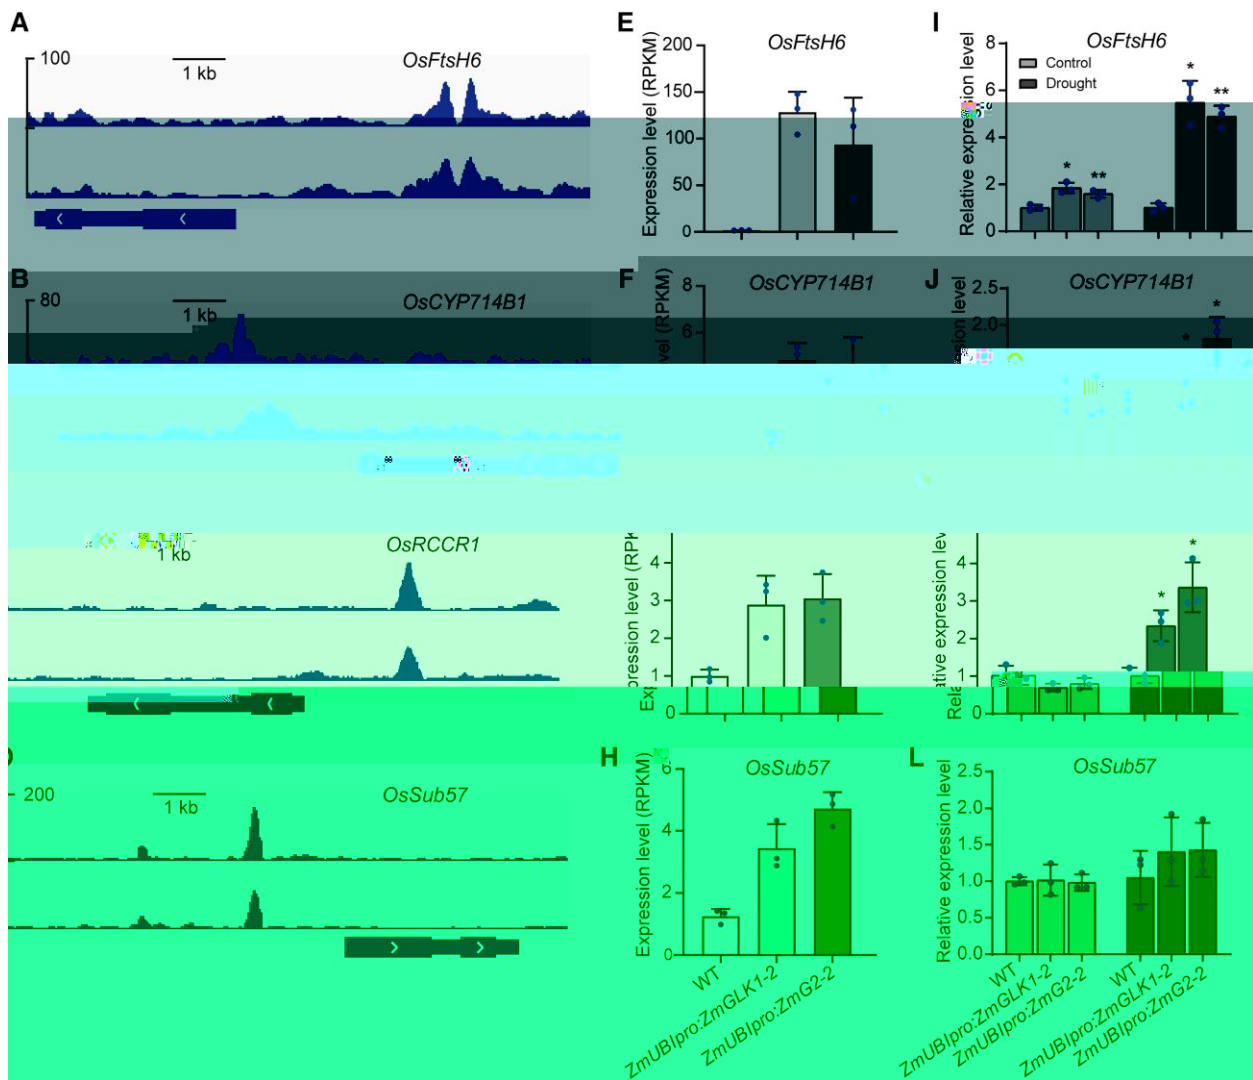 A
100
1 kb
OsFtsH6
B
80
1 kb
OsCYP714B1
1 kb
OsRCCR1
200
1 kb
OsSub57
E
OsFtsH6
Expression level (RPKM)
200
150
100
50
0
F
OsCYP714B1
8
6
(RPKM)
3
2
1
0
H
OsSub57
Expression level (RPKM)
6
4
2
0
WT
ZmUBIpro:ZmGLK1-2
ZmUBIpro:ZmG2-2
I
OsFtsH6
Relative expression level
8
6
4
2
0
Control
Drought
*
**
*
**
J
OsCYP714B1
2.5
2.0
level
*
*
4
3
2
1
0
expression
*
*
L
OsSub57
Relative expression level
2.5
2.0
1.5
1.0
0.5
0.0
WT
ZmUBIpro:ZmGLK1-2
ZmUBIpro:ZmG2-2
WT
ZmUBIpro:ZmGLK1-2
ZmUBIpro:ZmG2-2